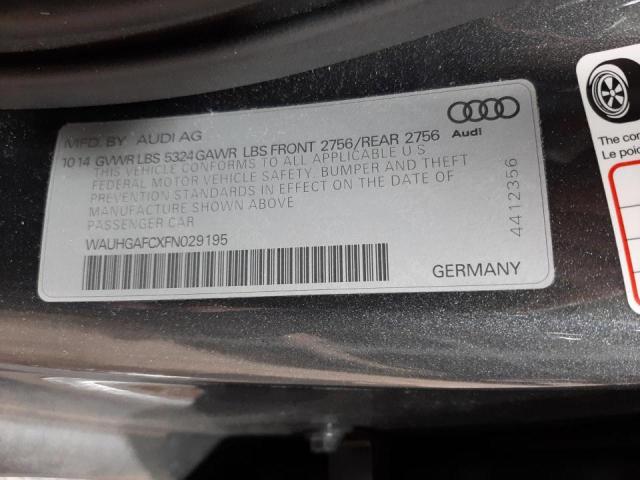 MFD. BY AUDI AG
10 14 GVWR LBS 5324 GAWR LBS FRONT 2756/REAR 2756
THIS VEHICLE CONFORMS TO ALL APPLICABLE U.S.
FEDERAL MOTOR VEHICLE SAFETY, BUMPER AND THEFT
PREVENTION STANDARDS IN EFFECT ON THE DATE OF
MANUFACTURE SHOWN ABOVE
PASSENGER CAR
WAUHGAFCXFN029195
GERMANY
Audi
4412356
The co
Le poi